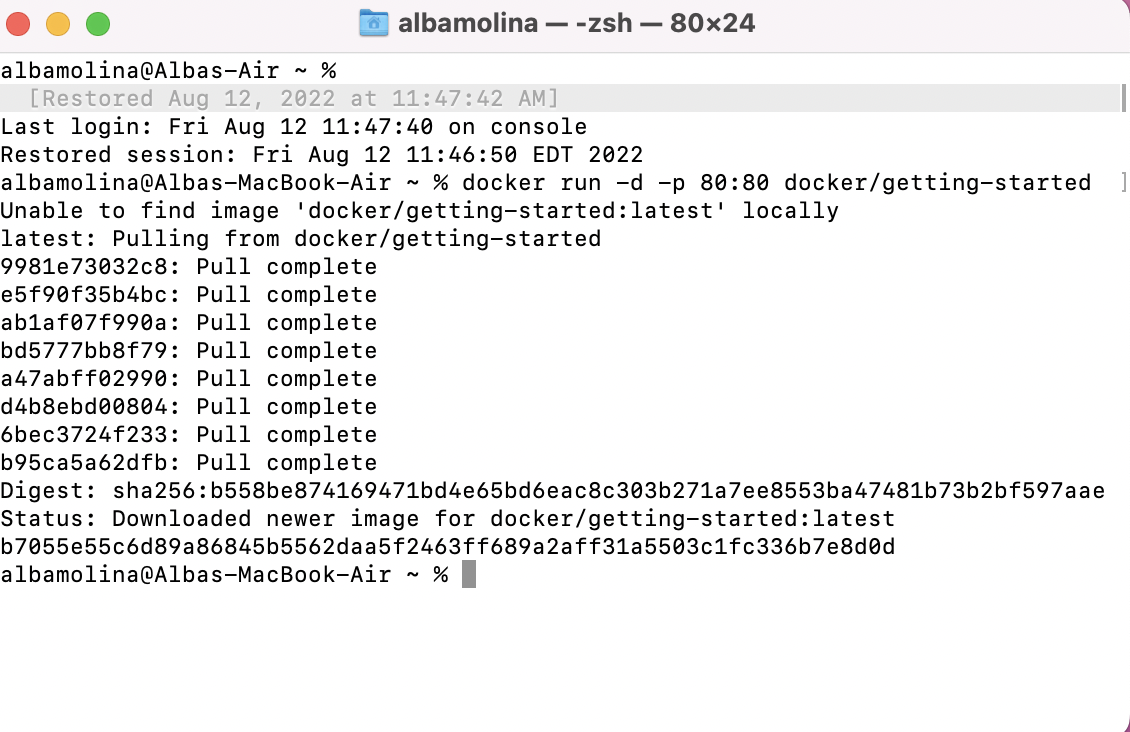 albamolina — -zsh — 80×24
albamolina@Albas-Air ~ %
[Restored Aug 12, 2022 at 11:47:42 AM]
Last login: Fri Aug 12 11:47:40 on console
Restored session: Fri Aug 12 11:46:50 EDT 2022
albamolina@Albas-MacBook-Air ~ % docker run -d -p 80:80 docker/getting-started ]
Unable to find image 'docker/getting-started:latest' locally
latest: Pulling from docker/getting-started
9981e73032c8: Pull complete
e5f90f35b4bc: Pull complete
ab1af07f990a: Pull complete
bd5777bb8f79: Pull complete
a47abff02990: Pull complete
d4b8ebd00804: Pull complete
6bec3724f233: Pull complete
b95ca5a62dfb: Pull complete
Digest: sha256:b558be874169471bd4e65bd6eac8c303b271a7ee8553ba47481b73b2bf597aae
Status: Downloaded newer image for docker/getting-started:latest
b7055e55c6d89a86845b5562daa5f2463ff689a2aff31a5503c1fc336b7e8d0d
albamolina@Albas-MacBook-Air ~ %